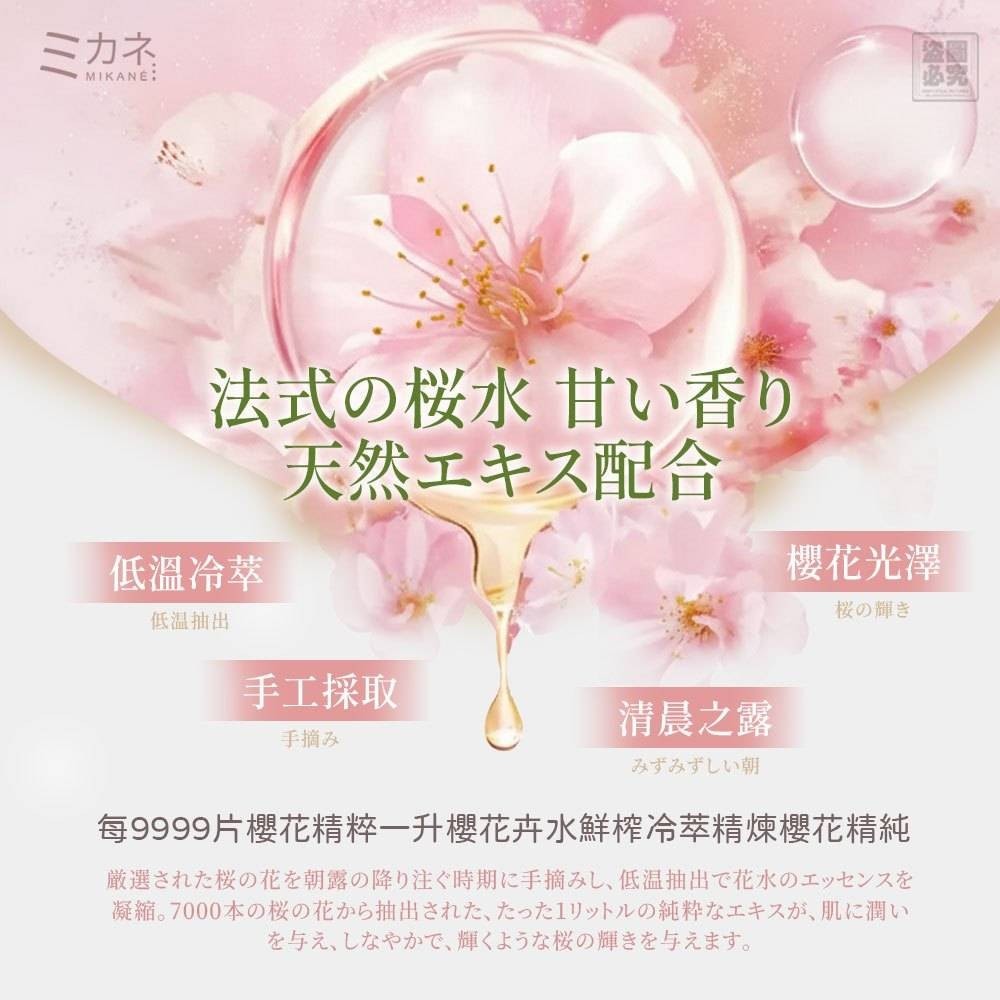 ミカネ
MIKANÉ
盜圖
必究
法式の桜水 甘い香り
天然エキス配合
低溫冷萃
低温抽出
櫻花光澤
桜の輝き
手工採取
手摘み
清晨之露
みずみずしい朝
每9999片櫻花精粹一升櫻花卉水鮮榨冷萃精煉櫻花精純
厳選された桜の花を朝露の降り注ぐ時期に手摘みし、低温抽出で花水のエッセンスを
凝縮。7000本の桜の花から抽出された、たった1リットルの純粋なエキスが、肌に潤い
を与え、しなやかで、輝くような桜の輝きを与えます。